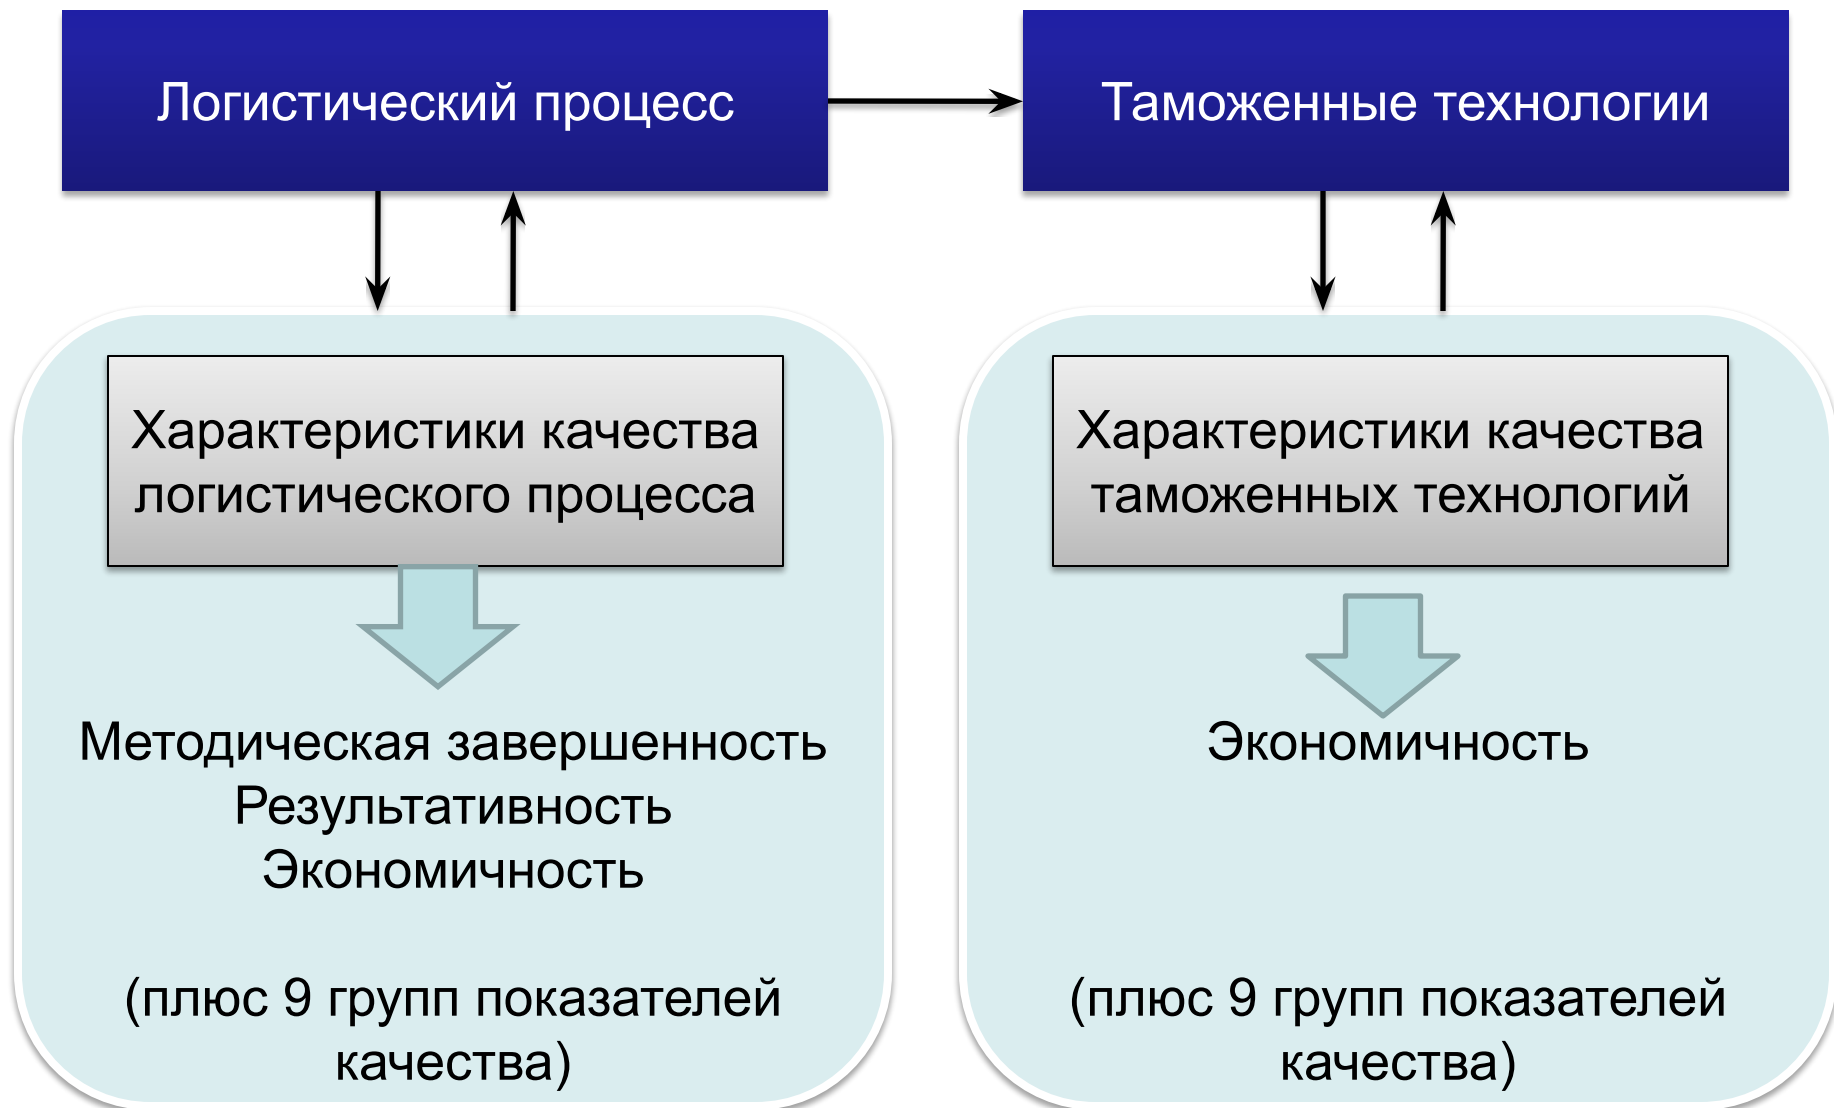 Логистический процесс
Таможенные технологии
Характеристики качества
логистического процесса
Методическая завершенность
Результативность
Экономичность
(плюс 9 групп показателей
качества)
Характеристики качества
таможенных технологий
Экономичность
(плюс 9 групп показателей
качества)